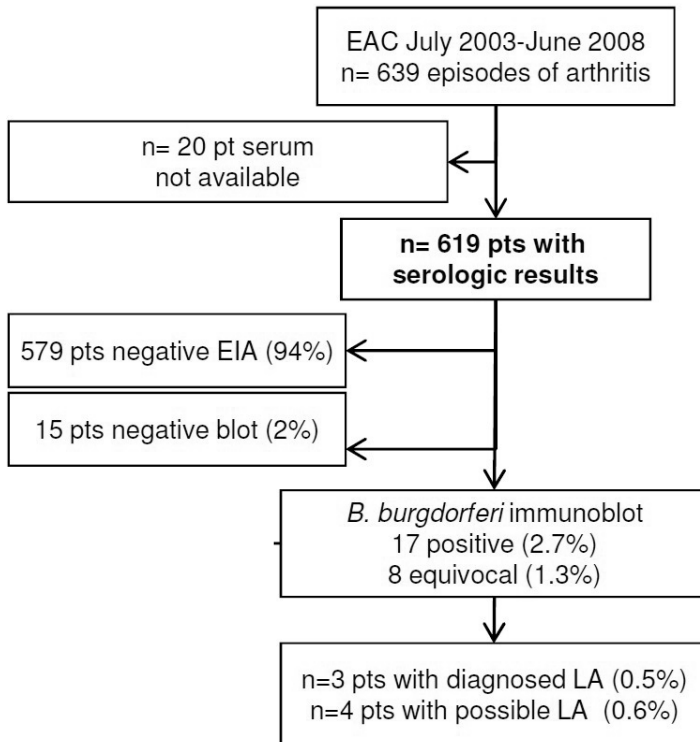 EAC July 2003-June 2008
n= 639 episodes of arthritis
n= 20 pt serum
not available
n= 619 pts with
serologic results
579 pts negative EIA (94%)
15 pts negative blot (2%)
B. burgdorferi immunoblot
17 positive (2.7%)
8 equivocal (1.3%)
n=3 pts with diagnosed LA (0.5%)
n=4 pts with possible LA (0.6%)